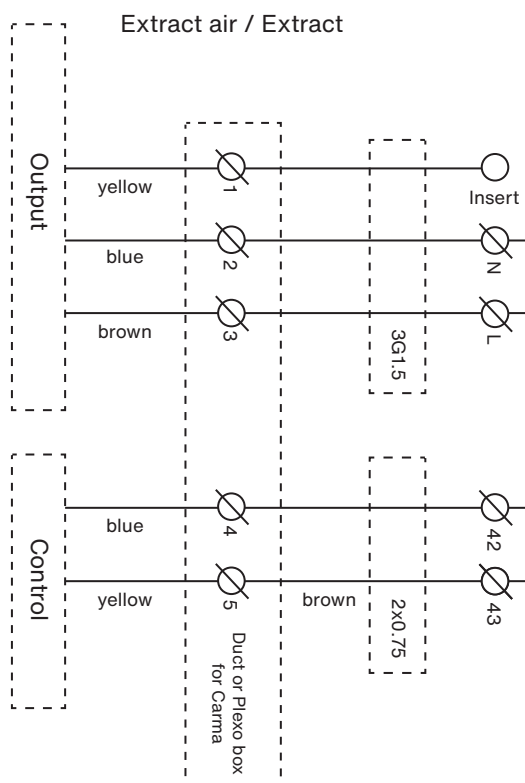 Extract air / Extract
Output
yellow
1
Insert
blue
2
N
brown
3
L
3G1.5
Control
blue
4
42
yellow
5
brown
43
2x0.75
Duct or Plexo box
for Carma